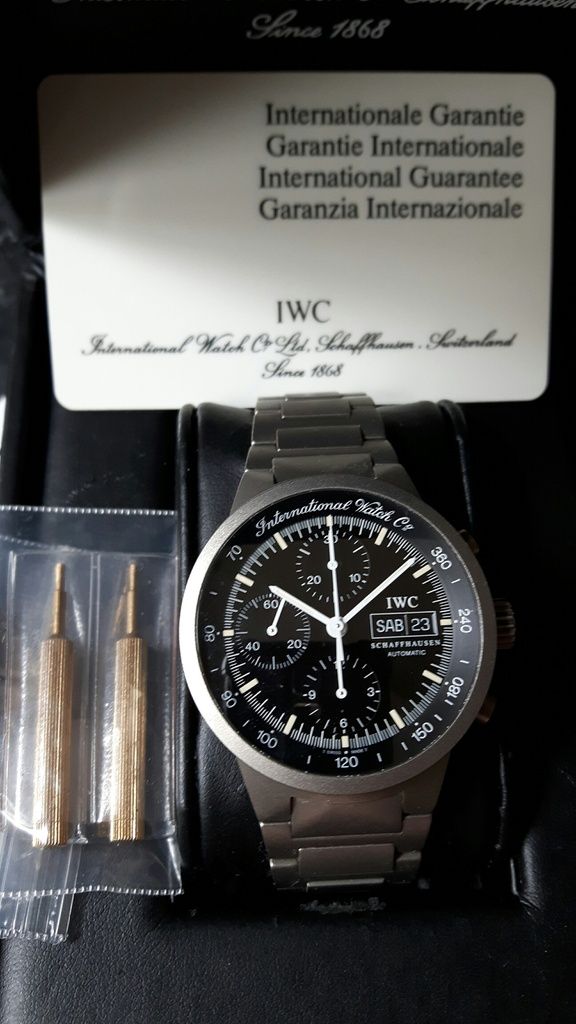 Since 1868
Internationale Garantie
Garantie Internationale
International Guarantee
Garanzia Internazionale
IWC
International Watch Co Ltd. Schaffhausen. Switzerland
Since 1868
International Watch Co
70
360
30
20
10
60
IWC
240
80
SAB 23
40
20
SCHAFFHAUSEN
AUTOMATIC
180
90
9
3
150
100
6
120